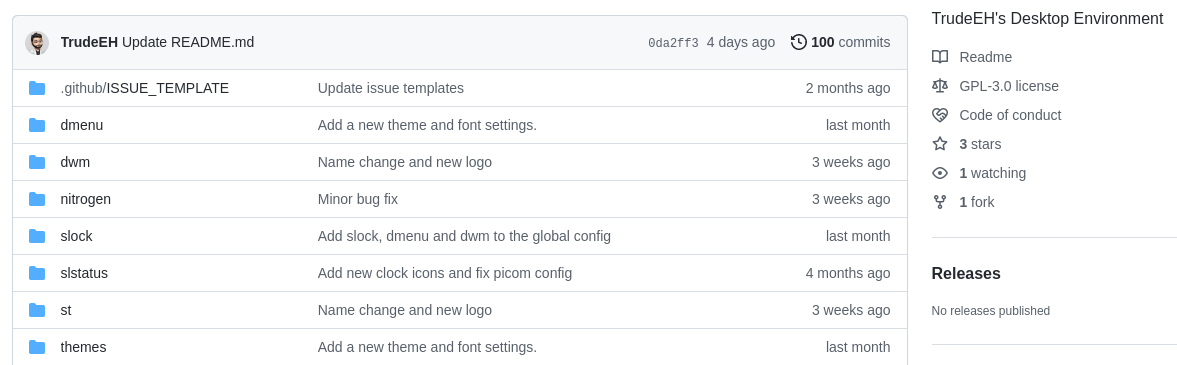 TrudeEH Update README.md 0da2ff3 4 days ago 100 commits
.github/ISSUE_TEMPLATE Update issue templates 2 months ago
dmenu Add a new theme and font settings. last month
dwm Name change and new logo 3 weeks ago
nitrogen Minor bug fix 3 weeks ago
slock Add slock, dmenu and dwm to the global config last month
slstatus Add new clock icons and fix picom config 4 months ago
st Name change and new logo 3 weeks ago
themes Add a new theme and font settings. last month
TrudeEH's Desktop Environment
Readme
GPL-3.0 license
Code of conduct
3 stars
1 watching
1 fork
Releases
No releases published